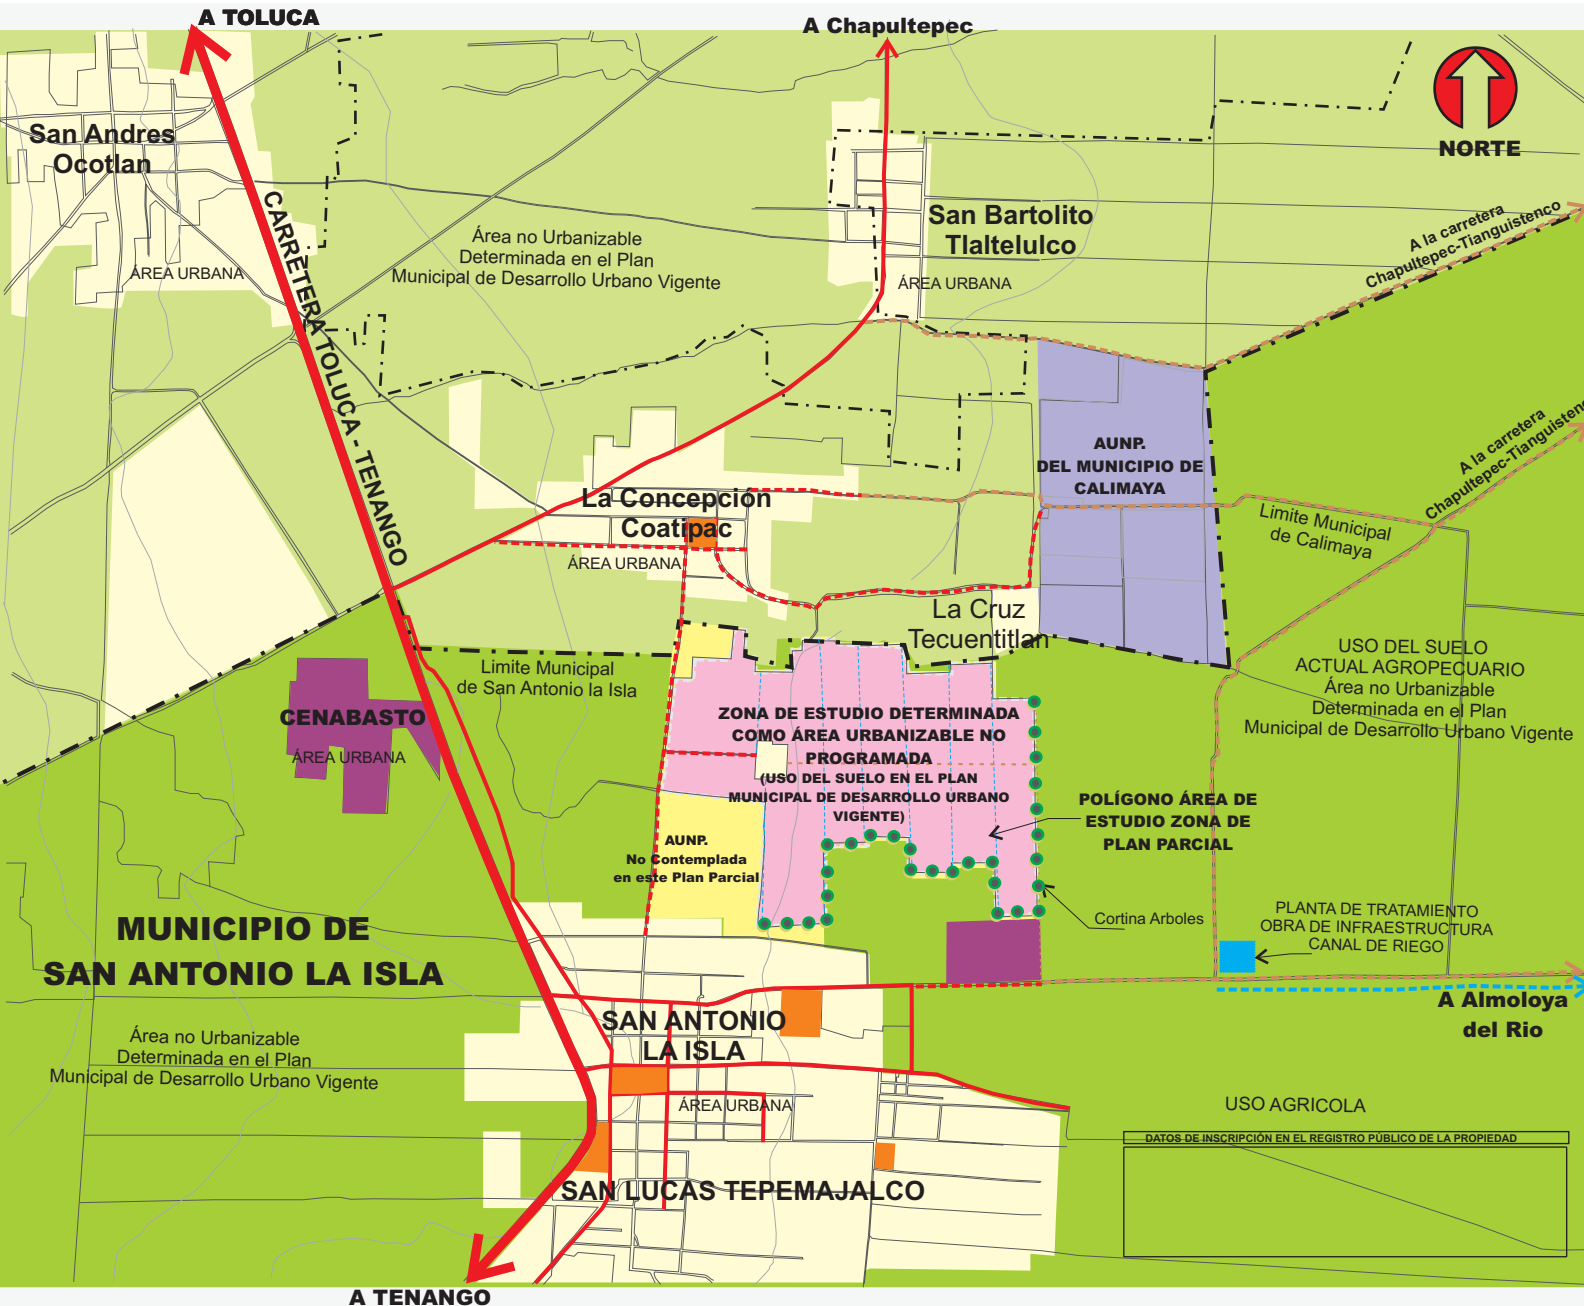 A TOLUCA
A Chapultepec
NORTE
San Andres
Ocotlan
ÁREA URBANA
CARRETERA TOLUCA - TENANGO
Área no Urbanizable
Determinada en el Plan
Municipal de Desarrollo Urbano Vigente
San Bartolito
Tlaltelulco
ÁREA URBANA
A la carretera
Chapultepec-Tianguistenco
A la carretera
Chapultepec-Tianguistenco
AUNP.
DEL MUNICIPIO DE
CALIMAYA
La Concepción
Coatipac
ÁREA URBANA
Limite Municipal
de Calimaya
La Cruz
Tecuentitlan
Limite Municipal
de San Antonio la Isla
USO DEL SUELO
ACTUAL AGROPECUARIO
Área no Urbanizable
Determinada en el Plan
Municipal de Desarrollo Urbano Vigente
CENABASTO
ÁREA URBANA
ZONA DE ESTUDIO DETERMINADA
COMO ÁREA URBANIZABLE NO
PROGRAMADA
(USO DEL SUELO EN EL PLAN
MUNICIPAL DE DESARROLLO URBANO
VIGENTE)
POLÍGONO ÁREA DE
ESTUDIO ZONA DE
PLAN PARCIAL
AUNP.
No Contemplada
en este Plan Parcial
Cortina Arboles
PLANTA DE TRATAMIENTO
OBRA DE INFRAESTRUCTURA
CANAL DE RIEGO
MUNICIPIO DE
SAN ANTONIO LA ISLA
A Almoloya
del Rio
SAN ANTONIO
LA ISLA
Área no Urbanizable
Determinada en el Plan
Municipal de Desarrollo Urbano Vigente
ÁREA URBANA
USO AGRICOLA
DATOS DE INSCRIPCIÓN EN EL REGISTRO PÚBLICO DE LA PROPIEDAD
SAN LUCAS TEPEMAJALCO
A TENANGO